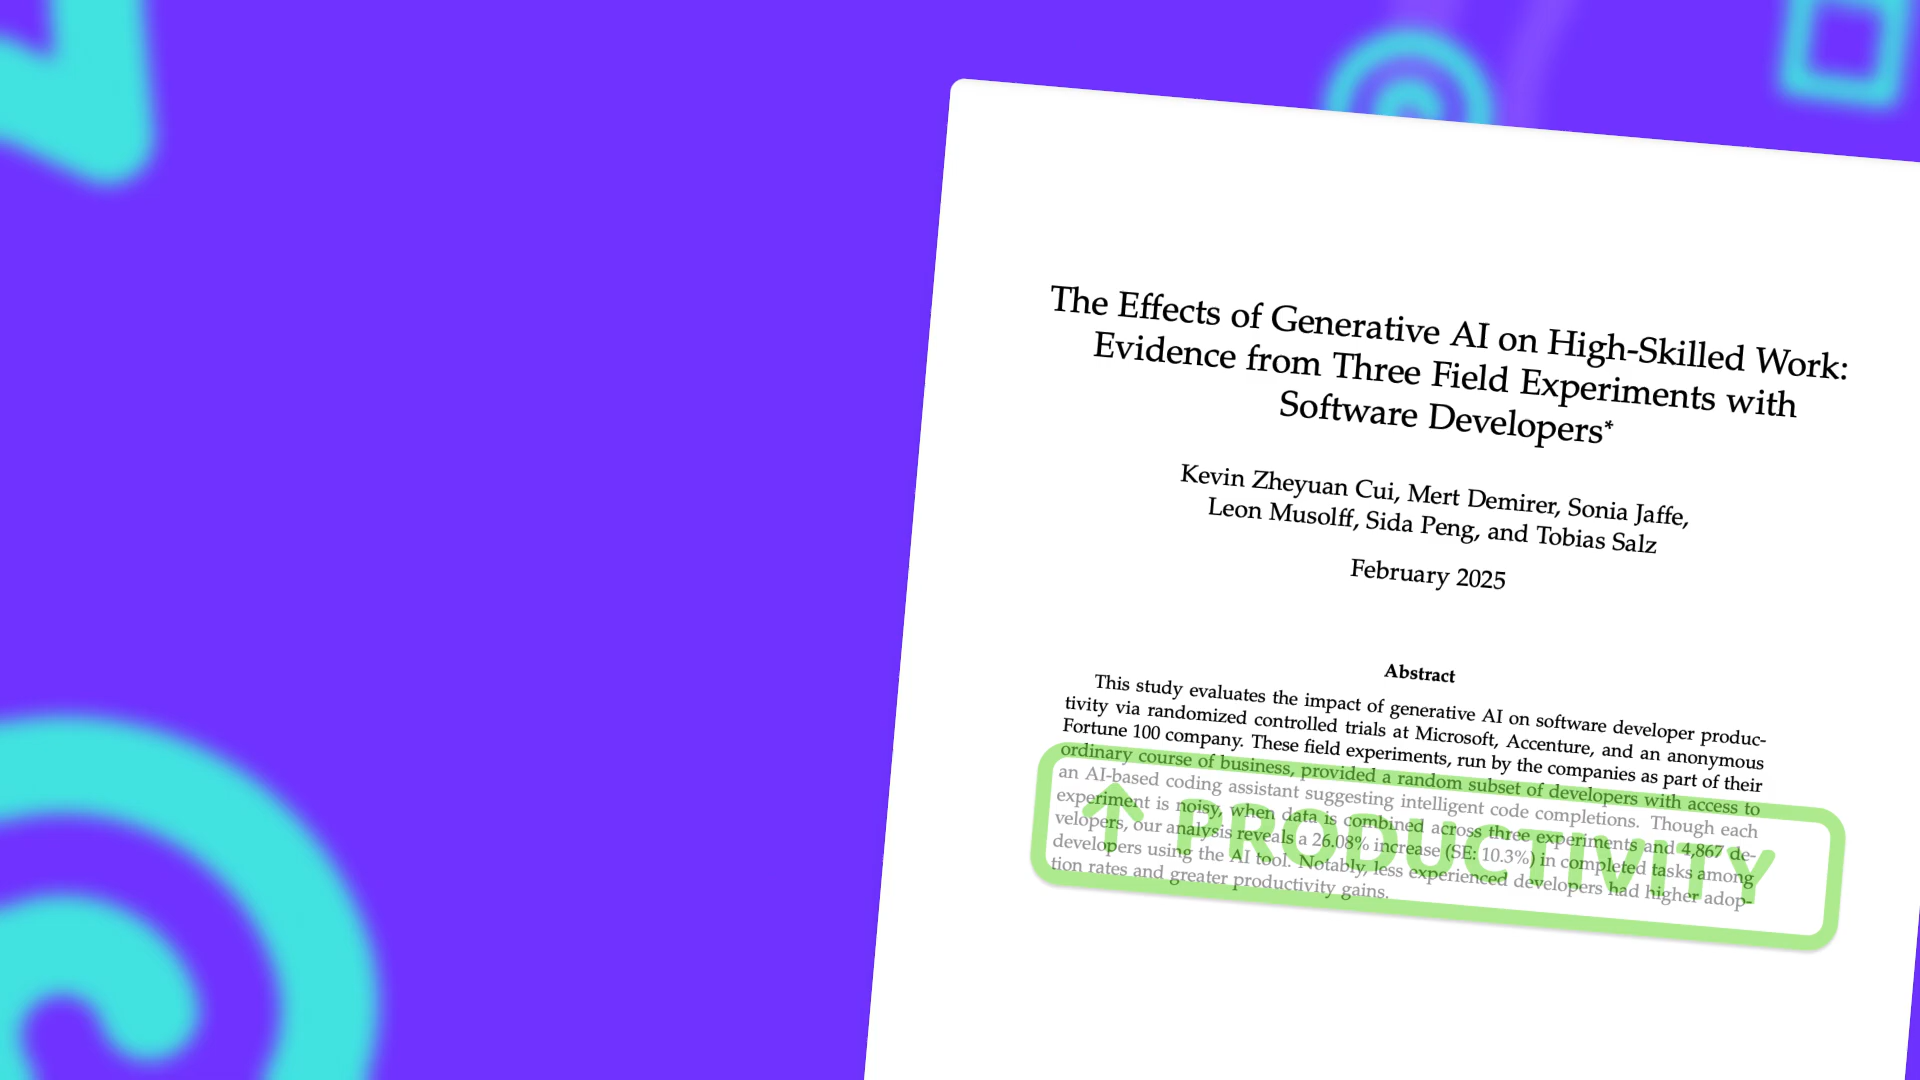 The Effects of Generative AI on High-Skilled Work:
Evidence from Three Field Experiments with
Software Developers*
Kevin Zheyuan Cui, Mert Demirer, Sonia Jaffe,
Leon Musolff, Sida Peng, and Tobias Salz
February 2025
Abstract
This study evaluates the impact of generative AI on software developer produc-
tivity via randomized controlled trials at Microsoft, Accenture, and an anonymous
Fortune 100 company. These field experiments, run by the companies as part of their
ordinary course of business, provided a random subset of developers with access to
an AI-based coding assistant suggesting intelligent code completions. Though each
experiment is noisy, when data is combined across three experiments and 4,867 de-
velopers, our analysis reveals a 26.08% increase (SE: 10.3%) in completed tasks among
developers using the AI tool. Notably, less experienced developers had higher adop-
tion rates and greater productivity gains.
↑ PRODUCTIVITY